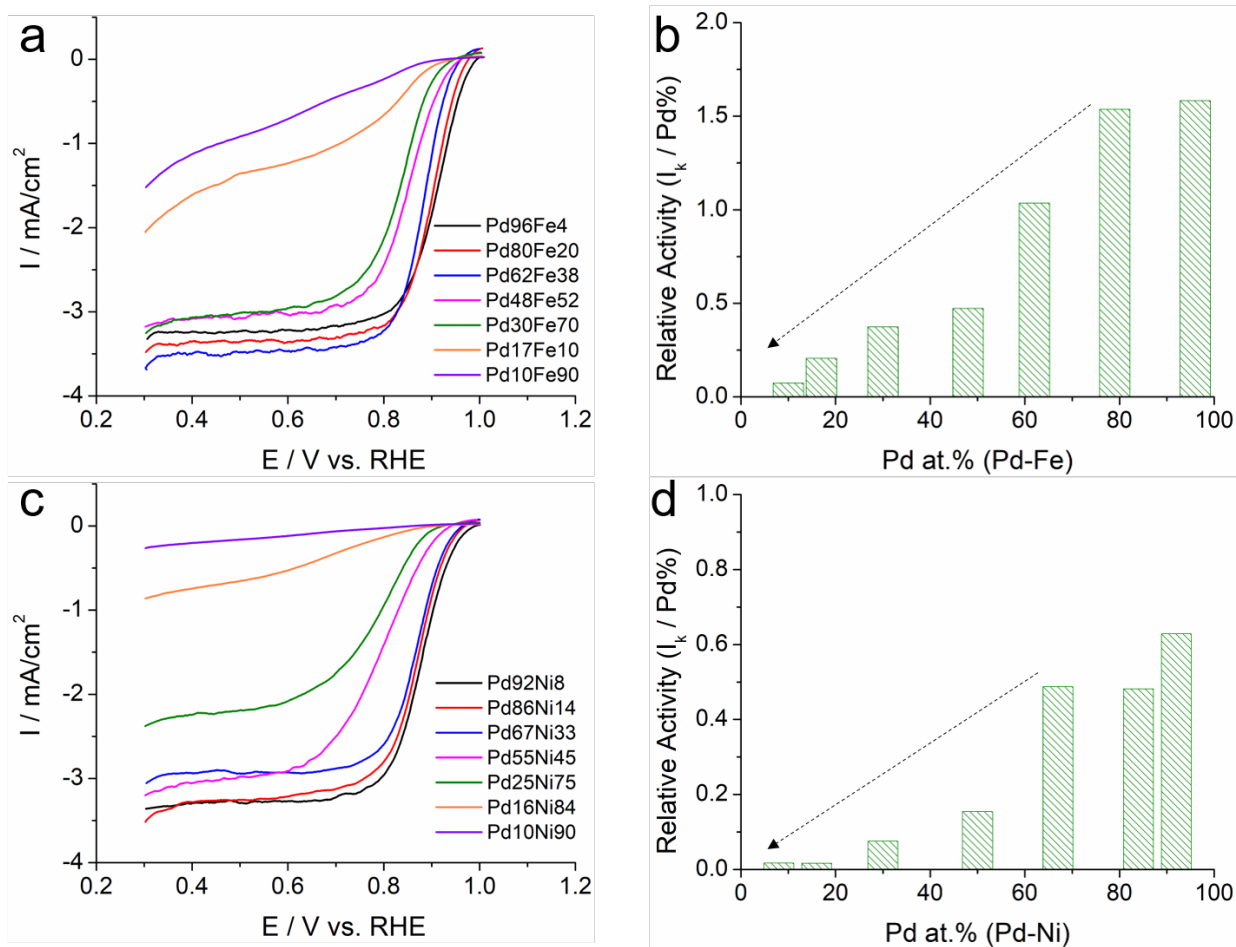 a
0
-1
-2
-3
-4
I / mA/cm²
0.2 0.4 0.6 0.8 1.0 1.2
E / V vs. RHE
Pd96Fe4
Pd80Fe20
Pd62Fe38
Pd48Fe52
Pd30Fe70
Pd17Fe10
Pd10Fe90
b
2.0
1.5
1.0
0.5
0.0
Relative Activity (Iₖ / Pd%)
0 20 40 60 80 100
Pd at.% (Pd-Fe)
c
0
-1
-2
-3
-4
I / mA/cm²
0.2 0.4 0.6 0.8 1.0 1.2
E / V vs. RHE
Pd92Ni8
Pd86Ni14
Pd67Ni33
Pd55Ni45
Pd25Ni75
Pd16Ni84
Pd10Ni90
d
1.0
0.8
0.6
0.4
0.2
0.0
Relative Activity (Iₖ / Pd%)
0 20 40 60 80 100
Pd at.% (Pd-Ni)